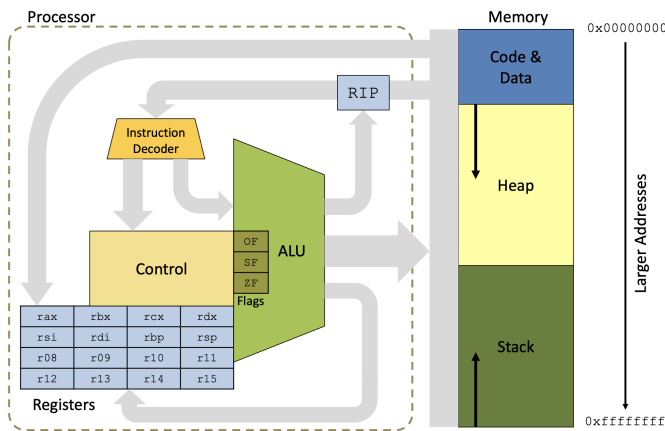 Processor
Memory
0x00000000
Code &
Data
RIP
Instruction
Decoder
Heap
Larger Addresses
OF
SF
ZF
Flags
ALU
Control
rax rbx rcx rdx
rsi rdi rbp rsp
r08 r09 r10 r11
r12 r13 r14 r15
Registers
Stack
0xffffffff